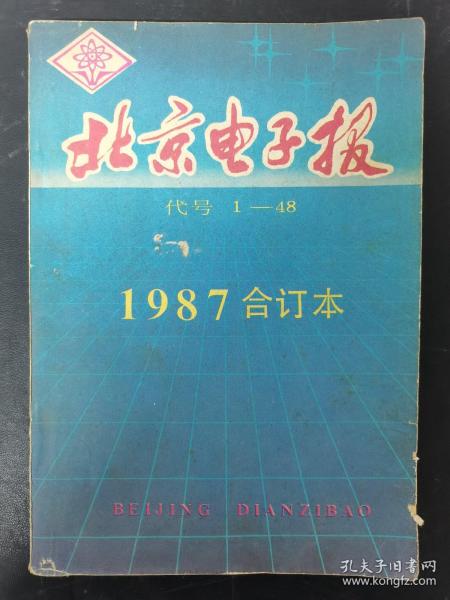 北京电子报
代号 1—48
1987合订本
BEIJING DIANZIBAO
孔夫子旧书网
www.kongfz.com